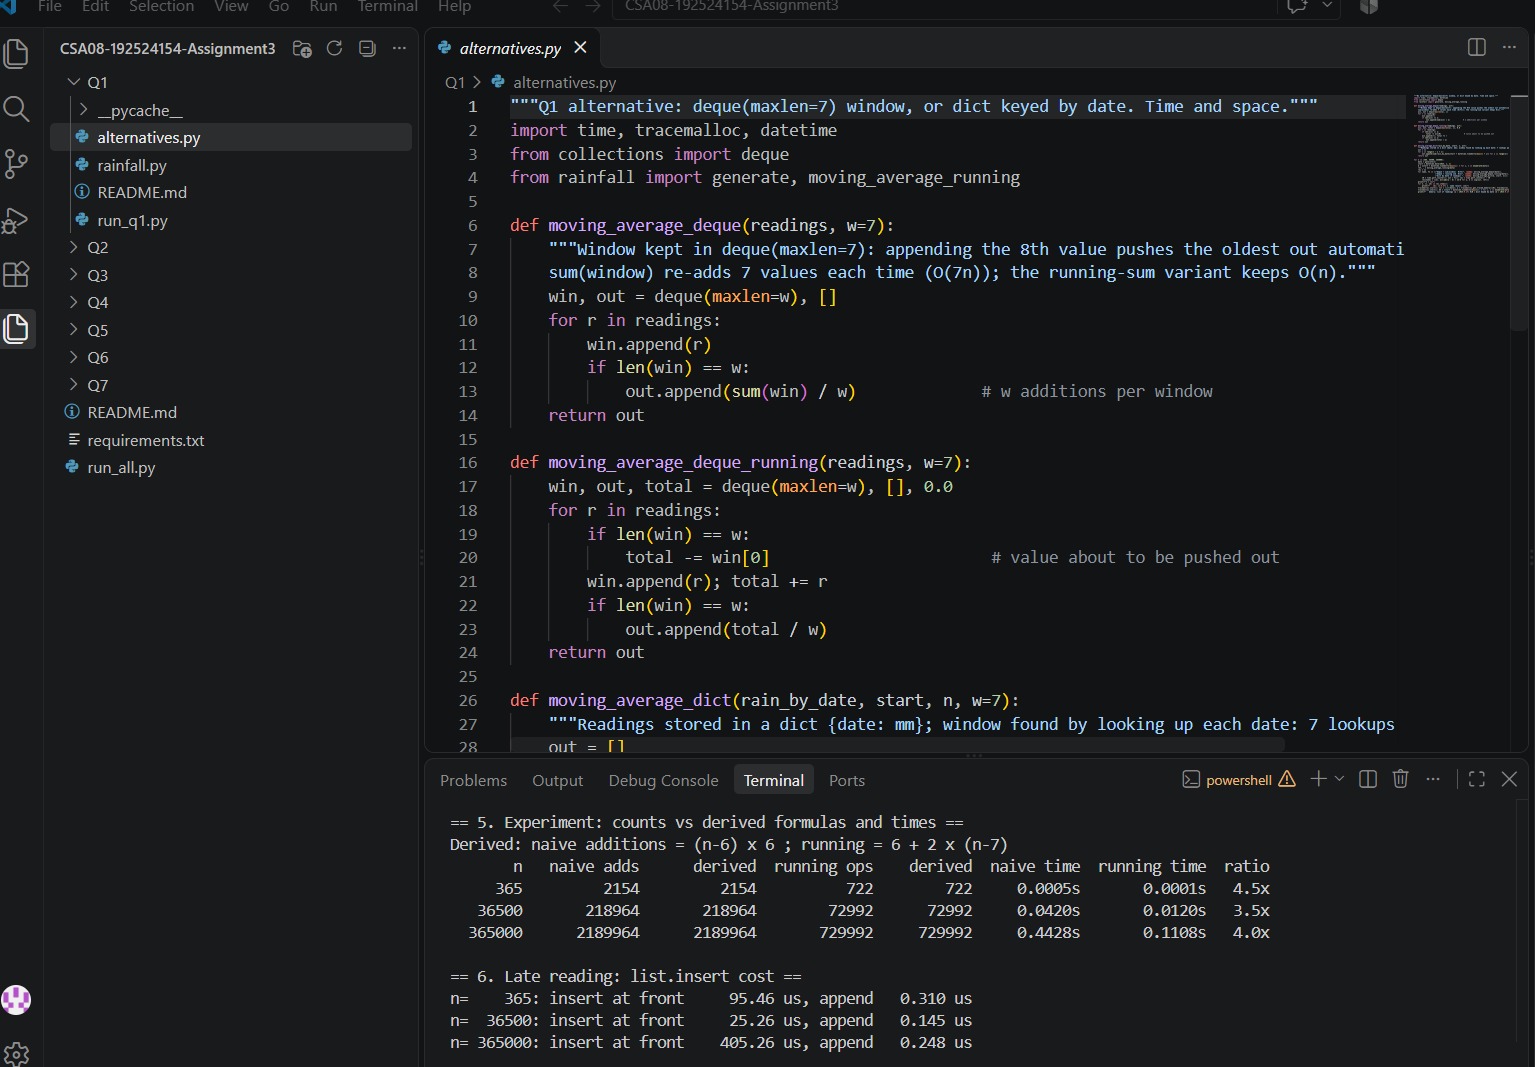 File Edit Selection View Go Run Terminal Help
CSA08-192524154-Assignment3
CSA08-192524154-Assignment3
Q1
__pycache__
alternatives.py
rainfall.py
README.md
run_q1.py
Q2
Q3
Q4
Q5
Q6
Q7
README.md
requirements.txt
run_all.py
alternatives.py
Q1 > alternatives.py
1 """Q1 alternative: deque(maxlen=7) window, or dict keyed by date. Time and space."""
2 import time, tracemalloc, datetime
3 from collections import deque
4 from rainfall import generate, moving_average_running
5
6 def moving_average_deque(readings, w=7):
7 """Window kept in deque(maxlen=7): appending the 8th value pushes the oldest out automati
8 sum(window) re-adds 7 values each time (O(7n)); the running-sum variant keeps O(n)."""
9 win, out = deque(maxlen=w), []
10 for r in readings:
11 win.append(r)
12 if len(win) == w:
13 out.append(sum(win) / w) # w additions per window
14 return out
15
16 def moving_average_deque_running(readings, w=7):
17 win, out, total = deque(maxlen=w), [], 0.0
18 for r in readings:
19 if len(win) == w:
20 total -= win[0] # value about to be pushed out
21 win.append(r); total += r
22 if len(win) == w:
23 out.append(total / w)
24 return out
25
26 def moving_average_dict(rain_by_date, start, n, w=7):
27 """Readings stored in a dict {date: mm}; window found by looking up each date: 7 lookups
28 out = []
Problems Output Debug Console Terminal Ports powershell
== 5. Experiment: counts vs derived formulas and times ==
Derived: naive additions = (n-6) x 6 ; running = 6 + 2 x (n-7)
n naive adds derived running ops derived naive time running time ratio
365 2154 2154 722 722 0.0005s 0.0001s 4.5x
36500 218964 218964 72992 72992 0.0420s 0.0120s 3.5x
365000 2189964 2189964 729992 729992 0.4428s 0.1108s 4.0x
== 6. Late reading: list.insert cost ==
n= 365: insert at front 95.46 us, append 0.310 us
n= 36500: insert at front 25.26 us, append 0.145 us
n= 365000: insert at front 405.26 us, append 0.248 us